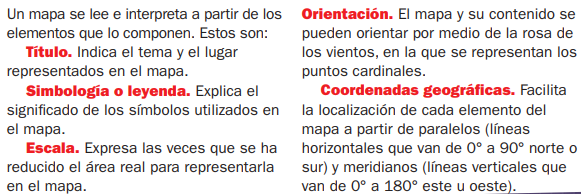 Un mapa se lee e interpreta a partir de los
elementos que lo componen. Estos son:
Título. Indica el tema y el lugar
representados en el mapa.
Simbología o leyenda. Explica el
significado de los símbolos utilizados en
el mapa.
Escala. Expresa las veces que se ha
reducido el área real para representarla
en el mapa.
Orientación. El mapa y su contenido se
pueden orientar por medio de la rosa de
los vientos, en la que se representan los
puntos cardinales.
Coordenadas geográficas. Facilita
la localización de cada elemento del
mapa a partir de paralelos (líneas
horizontales que van de 0° a 90° norte o
sur) y meridianos (líneas verticales que
van de 0° a 180° este u oeste).